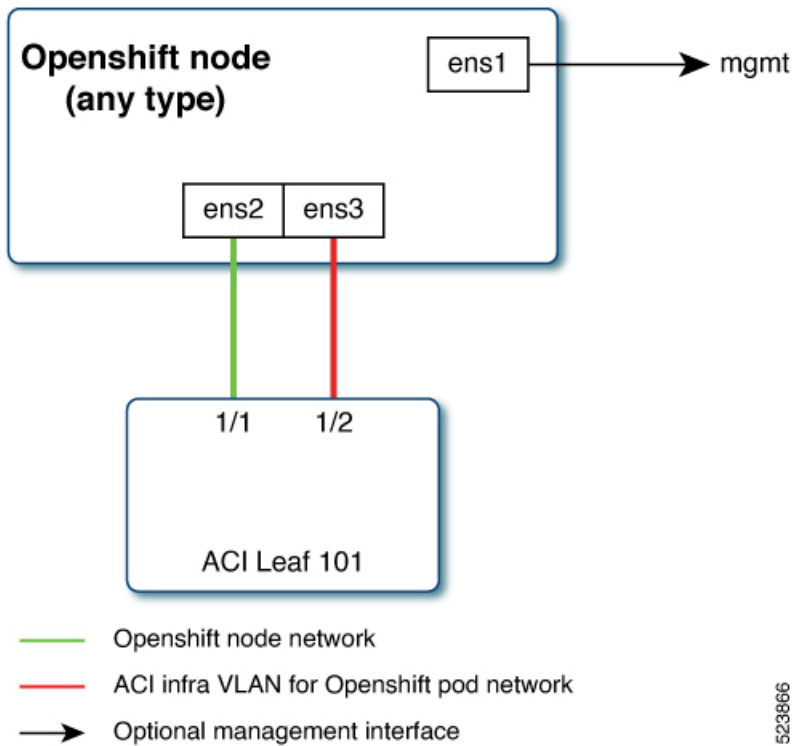 Openshift node
(any type)
ens1
mgmt
ens2
ens3
1/1
1/2
ACI Leaf 101
Openshift node network
ACI infra VLAN for Openshift pod network
Optional management interface
523866